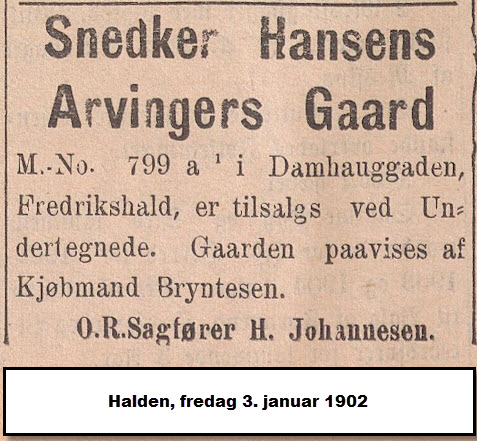 Snedker Hansens
Arvingers Gaard
M.-No. 799 a ¹ i Damhauggaden,
Fredrikshald, er tilsalgs ved Un-
dertegnede. Gaarden paavises af
Kjøbmand Bryntesen.
O.R.Sagfører H. Johannesen.
Halden, fredag 3. januar 1902